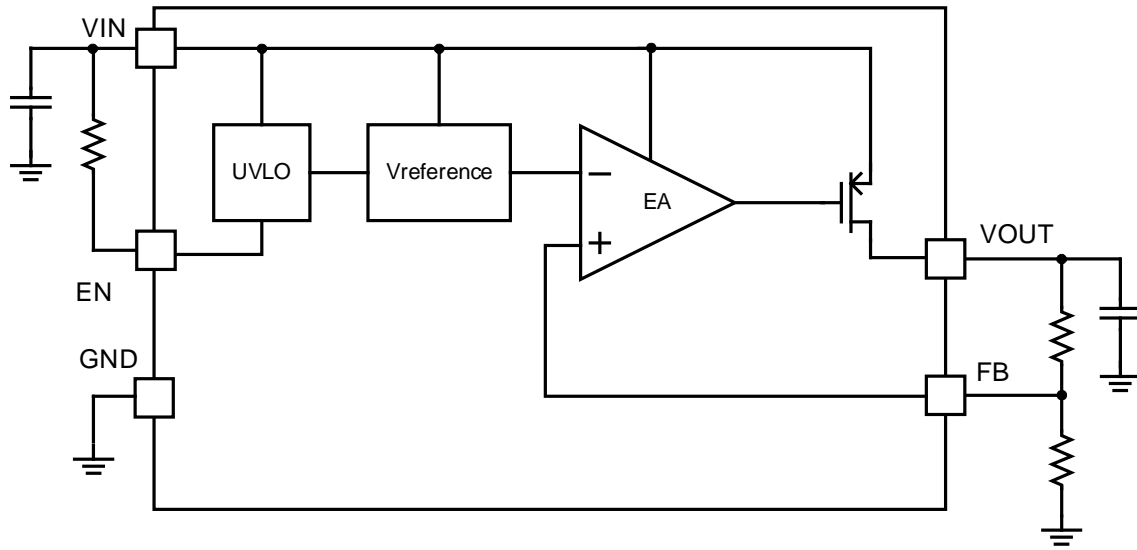 VIN
UVLO
Vreference
EA
−
+
EN
GND
VOUT
FB